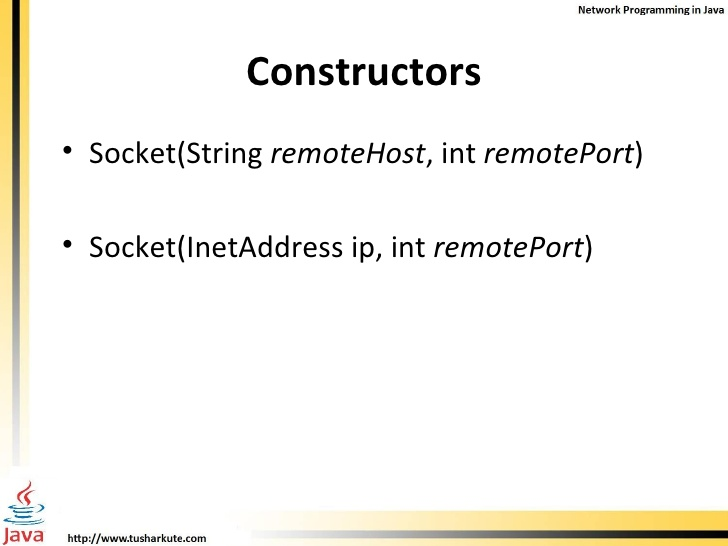 Network Programming in Java
Constructors
• Socket(String remoteHost, int remotePort)
• Socket(InetAddress ip, int remotePort)
Java
http://www.tusharkute.com